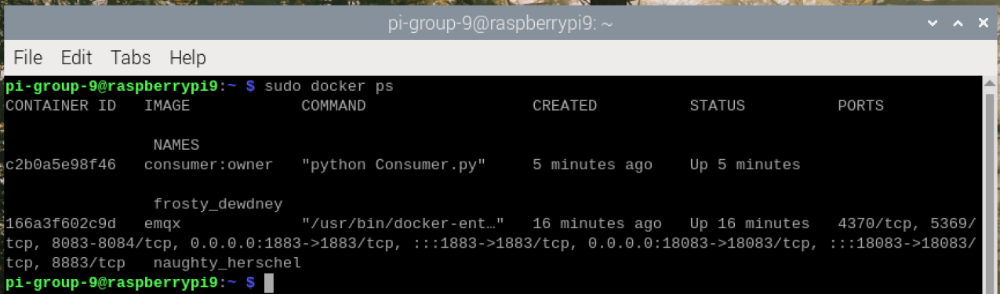 pi-group-9@raspberrypi9: ~
File Edit Tabs Help
pi-group-9@raspberrypi9:~ $ sudo docker ps
CONTAINER ID   IMAGE            COMMAND                  CREATED          STATUS          PORTS
NAMES
c2b0a5e98f46   consumer:owner   "python Consumer.py"     5 minutes ago    Up 5 minutes
frosty_dewdney
166a3f602c9d   emqx             "/usr/bin/docker-ent…"   16 minutes ago   Up 16 minutes   4370/tcp, 5369/
tcp, 8083-8084/tcp, 0.0.0.0:1883->1883/tcp, :::1883->1883/tcp, 0.0.0.0:18083->18083/tcp, :::18083->18083/
tcp, 8883/tcp   naughty_herschel
pi-group-9@raspberrypi9:~ $